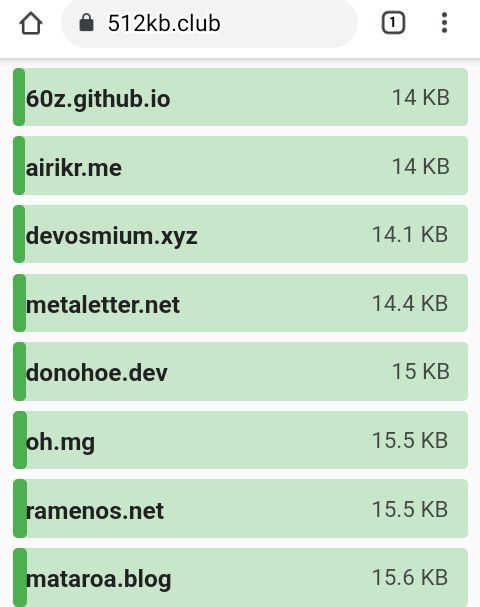 512kb.club
1
60z.github.io 14 KB
airikr.me 14 KB
devosmium.xyz 14.1 KB
metaletter.net 14.4 KB
donohoe.dev 15 KB
oh.mg 15.5 KB
ramenos.net 15.5 KB
mataroa.blog 15.6 KB